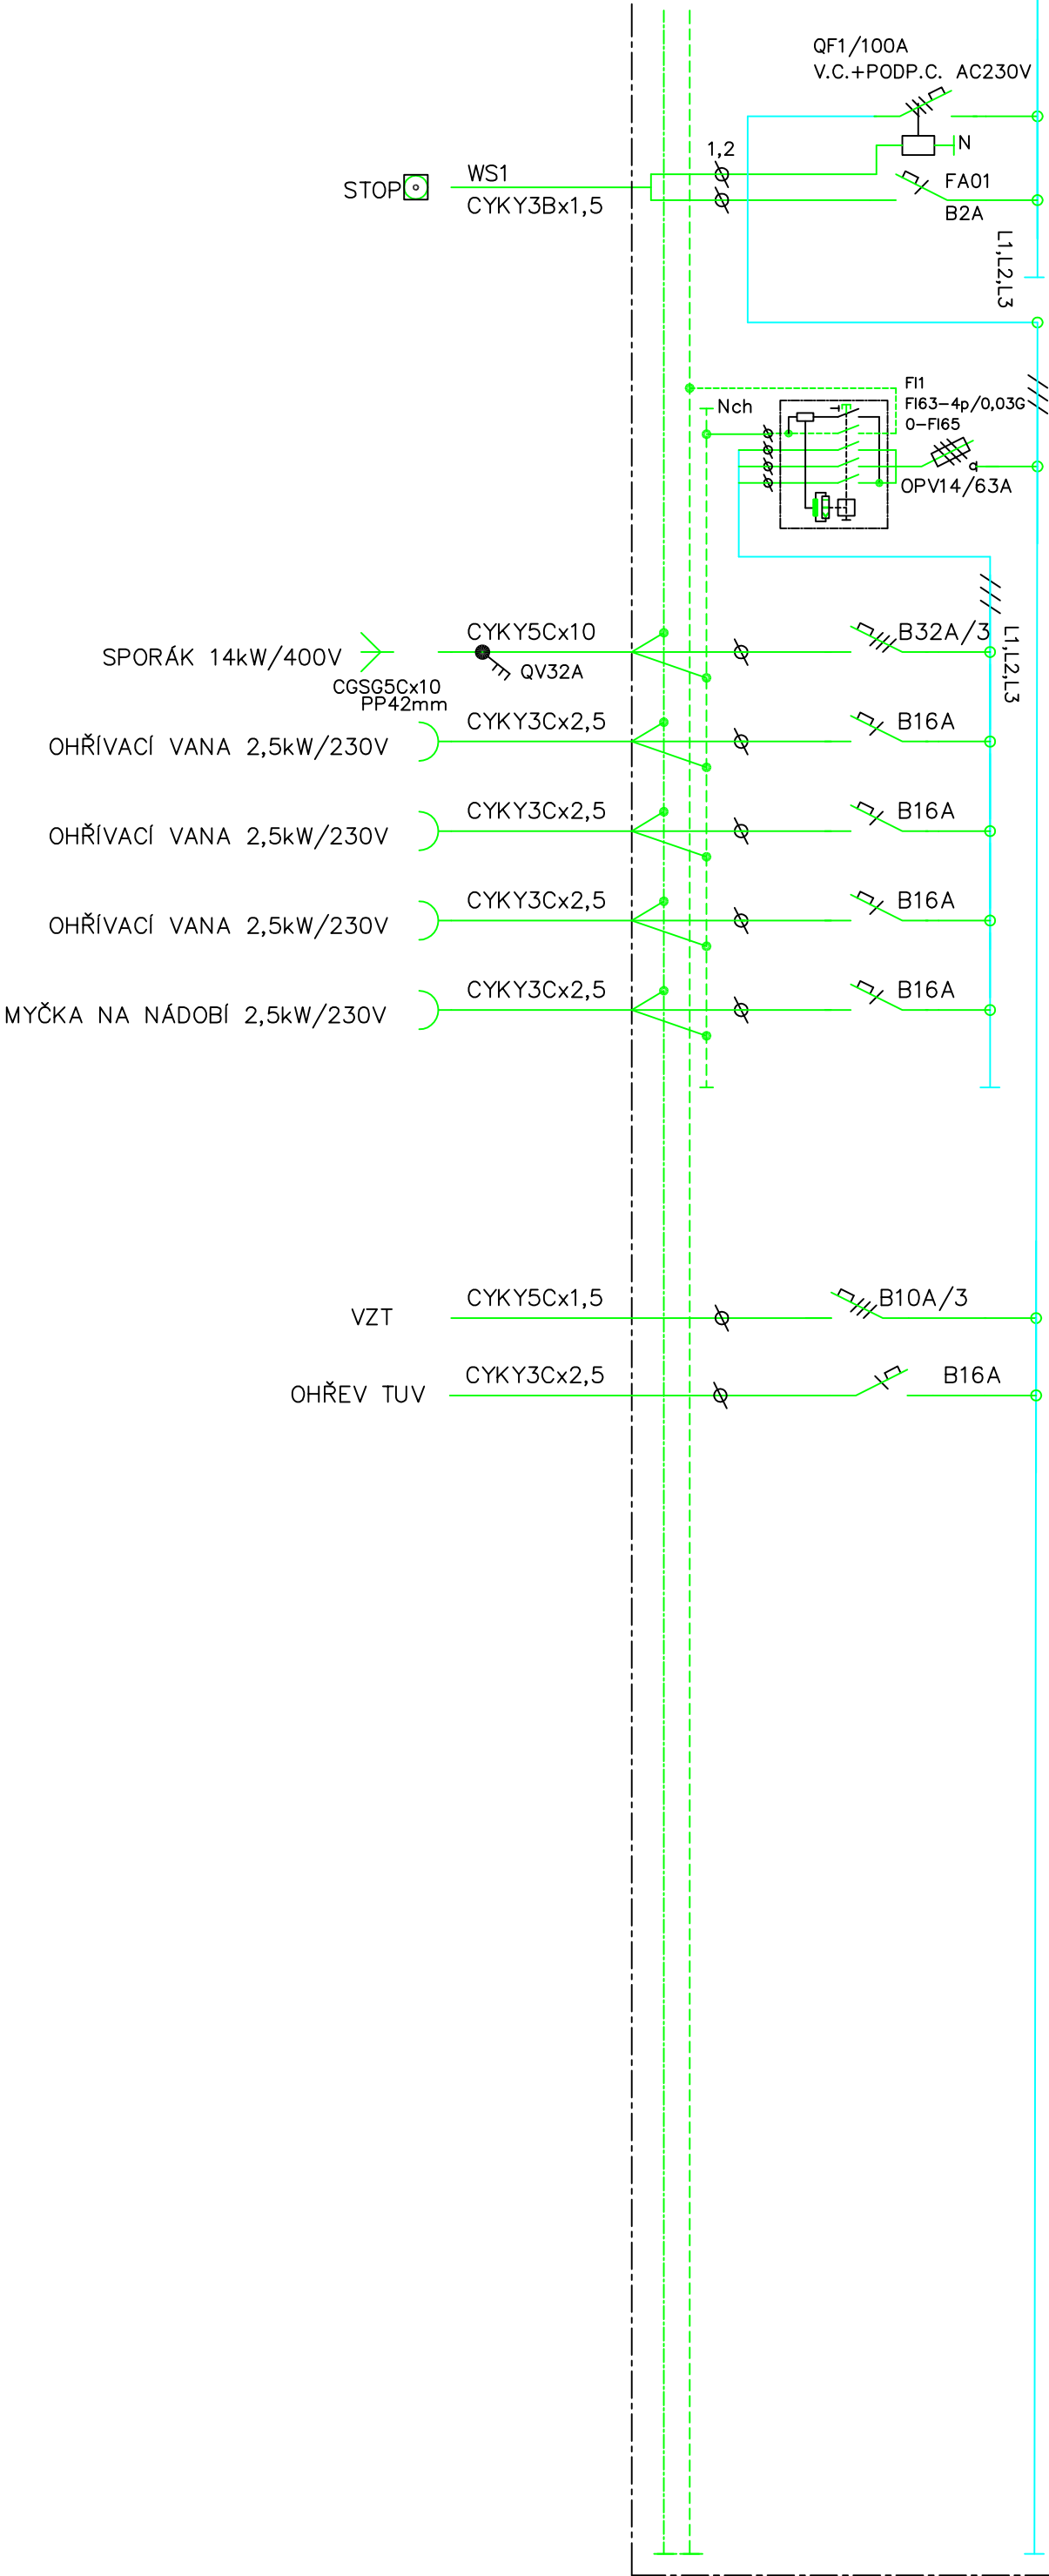 QF1/100A
V.C.+PODP.C. AC230V
N
1,2
STOP
WS1
CYKY3Bx1,5
FA01
B2A
L1,L2,L3
Nch
FI1
FI63-4p/0,03G
0-FI65
OPV14/63A
SPORÁK 14kW/400V
CGSG5Cx10
PP42mm
CYKY5Cx10
QV32A
B32A/3
L1,L2,L3
OHŘÍVACÍ VANA 2,5kW/230V
CYKY3Cx2,5
B16A
OHŘÍVACÍ VANA 2,5kW/230V
CYKY3Cx2,5
B16A
OHŘÍVACÍ VANA 2,5kW/230V
CYKY3Cx2,5
B16A
MYČKA NA NÁDOBÍ 2,5kW/230V
CYKY3Cx2,5
B16A
VZT
CYKY5Cx1,5
B10A/3
OHŘEV TUV
CYKY3Cx2,5
B16A